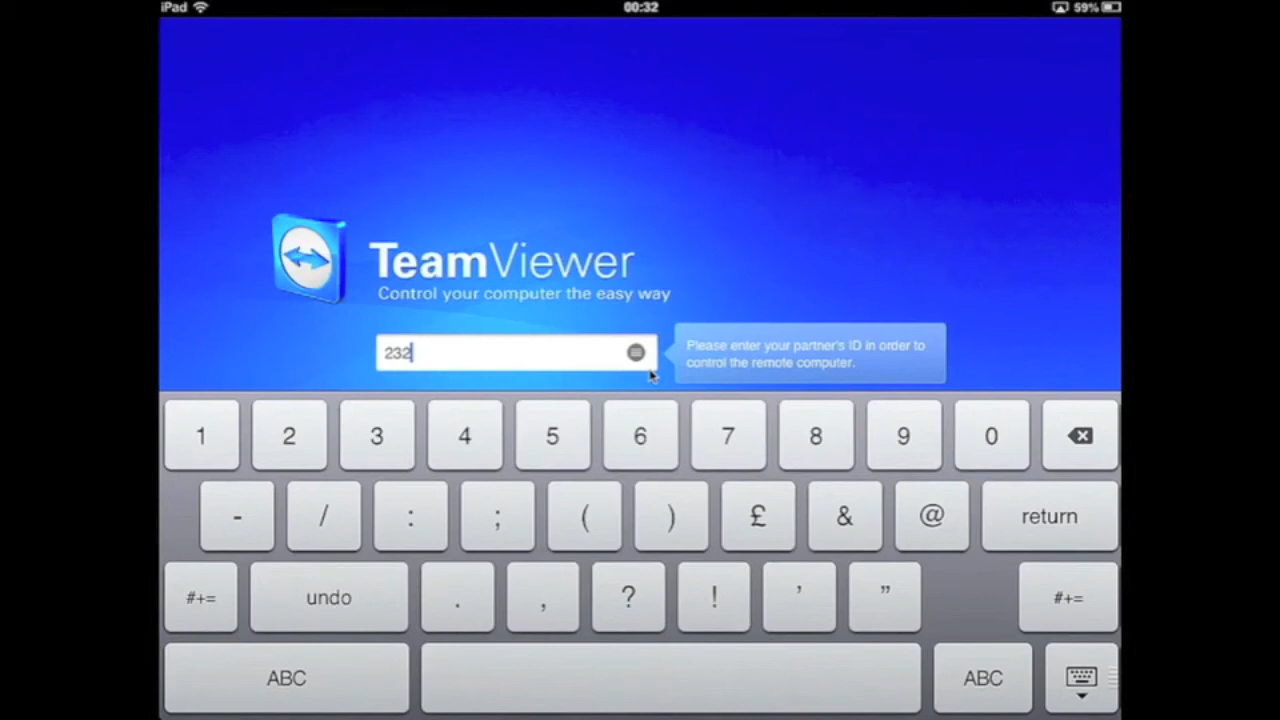 iPad 00:32 59%
TeamViewer
Control your computer the easy way
232
Please enter your partner's ID in order to
control the remote computer.
1 2 3 4 5 6 7 8 9 0
- / : ; ( ) £ & @ return
#+= undo . , ? ! ' " #+=
ABC ABC